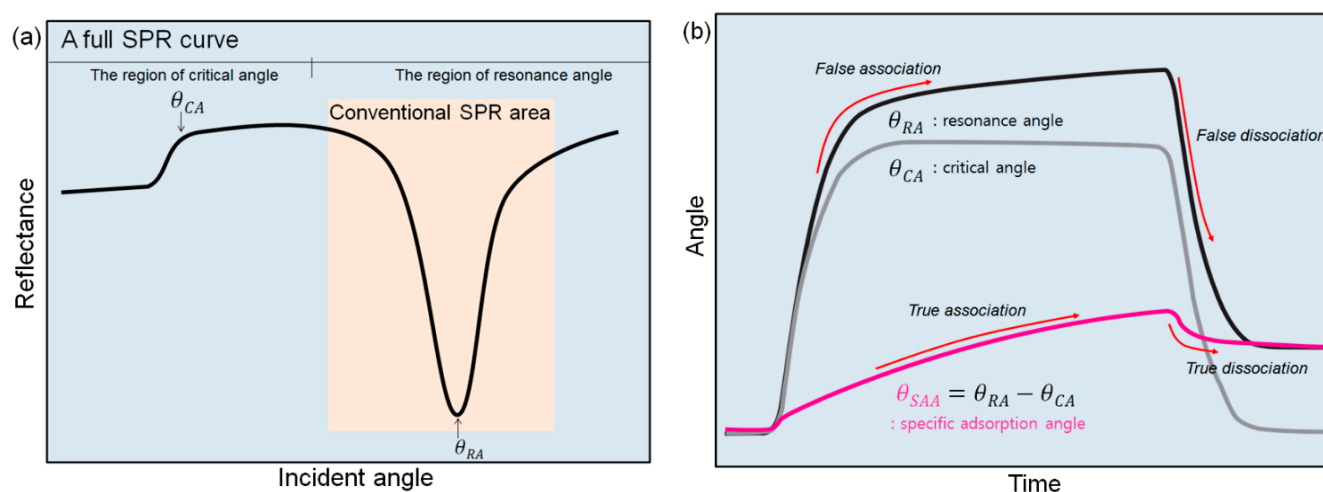 (a)
A full SPR curve
The region of critical angle
The region of resonance angle
θCA
Conventional SPR area
θRA
Reflectance
Incident angle
(b)
False association
False dissociation
θRA : resonance angle
θCA : critical angle
Angle
True association
True dissociation
θSAA = θRA − θCA
: specific adsorption angle
Time